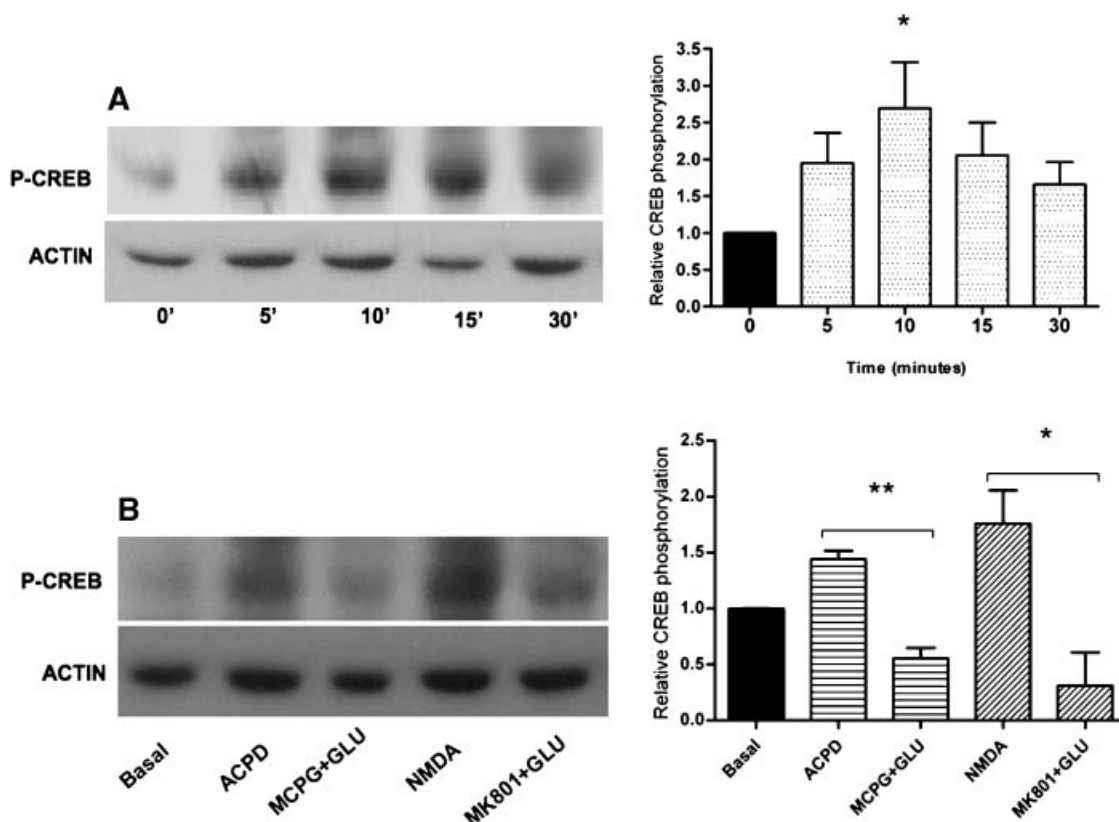 A
P-CREB
ACTIN
0' 5' 10' 15' 30'
*
Relative CREB phosphorylation
3.5
3.0
2.5
2.0
1.5
1.0
0.5
0.0
0 5 10 15 30
Time (minutes)
B
P-CREB
ACTIN
Basal ACPD MCPG+GLU NMDA MK801+GLU
Relative CREB phosphorylation
2.5
2.0
1.5
1.0
0.5
0.0
** *
Basal ACPD MCPG+GLU NMDA MK801+GLU